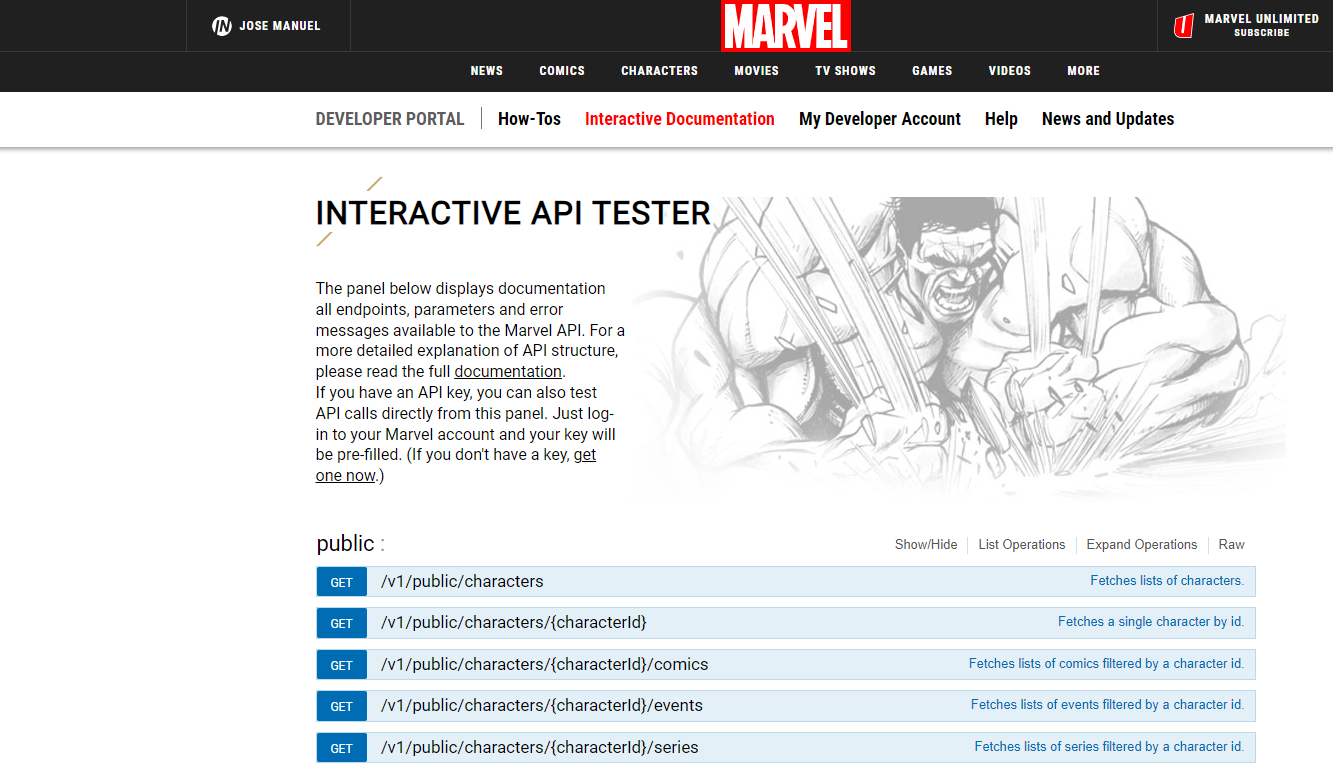 IN JOSE MANUEL
MARVEL
MARVEL UNLIMITED
SUBSCRIBE
NEWS COMICS CHARACTERS MOVIES TV SHOWS GAMES VIDEOS MORE
DEVELOPER PORTAL How-Tos Interactive Documentation My Developer Account Help News and Updates
INTERACTIVE API TESTER
The panel below displays documentation
all endpoints, parameters and error
messages available to the Marvel API. For a
more detailed explanation of API structure,
please read the full documentation.
If you have an API key, you can also test
API calls directly from this panel. Just log-
in to your Marvel account and your key will
be pre-filled. (If you don't have a key, get
one now.)
public : Show/Hide List Operations Expand Operations Raw
GET /v1/public/characters Fetches lists of characters.
GET /v1/public/characters/{characterId} Fetches a single character by id.
GET /v1/public/characters/{characterId}/comics Fetches lists of comics filtered by a character id.
GET /v1/public/characters/{characterId}/events Fetches lists of events filtered by a character id.
GET /v1/public/characters/{characterId}/series Fetches lists of series filtered by a character id.